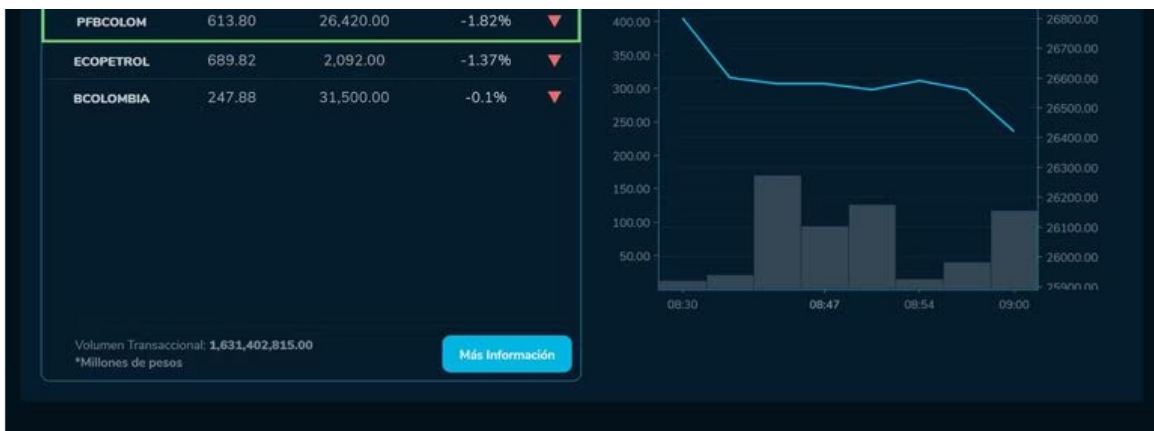 PFBCOLOM 613.80 26,420.00 -1.82%
ECOPETROL 689.82 2,092.00 -1.37%
BCOLOMBIA 247.88 31,500.00 -0.1%
Volumen Transaccional: 1,631,402,815.00
*Millones de pesos
Más Información
400.00
350.00
300.00
250.00
200.00
150.00
100.00
50.00
26800.00
26700.00
26600.00
26500.00
26400.00
26300.00
26200.00
26100.00
26000.00
25900.00
08:30 08:47 08:54 09:00